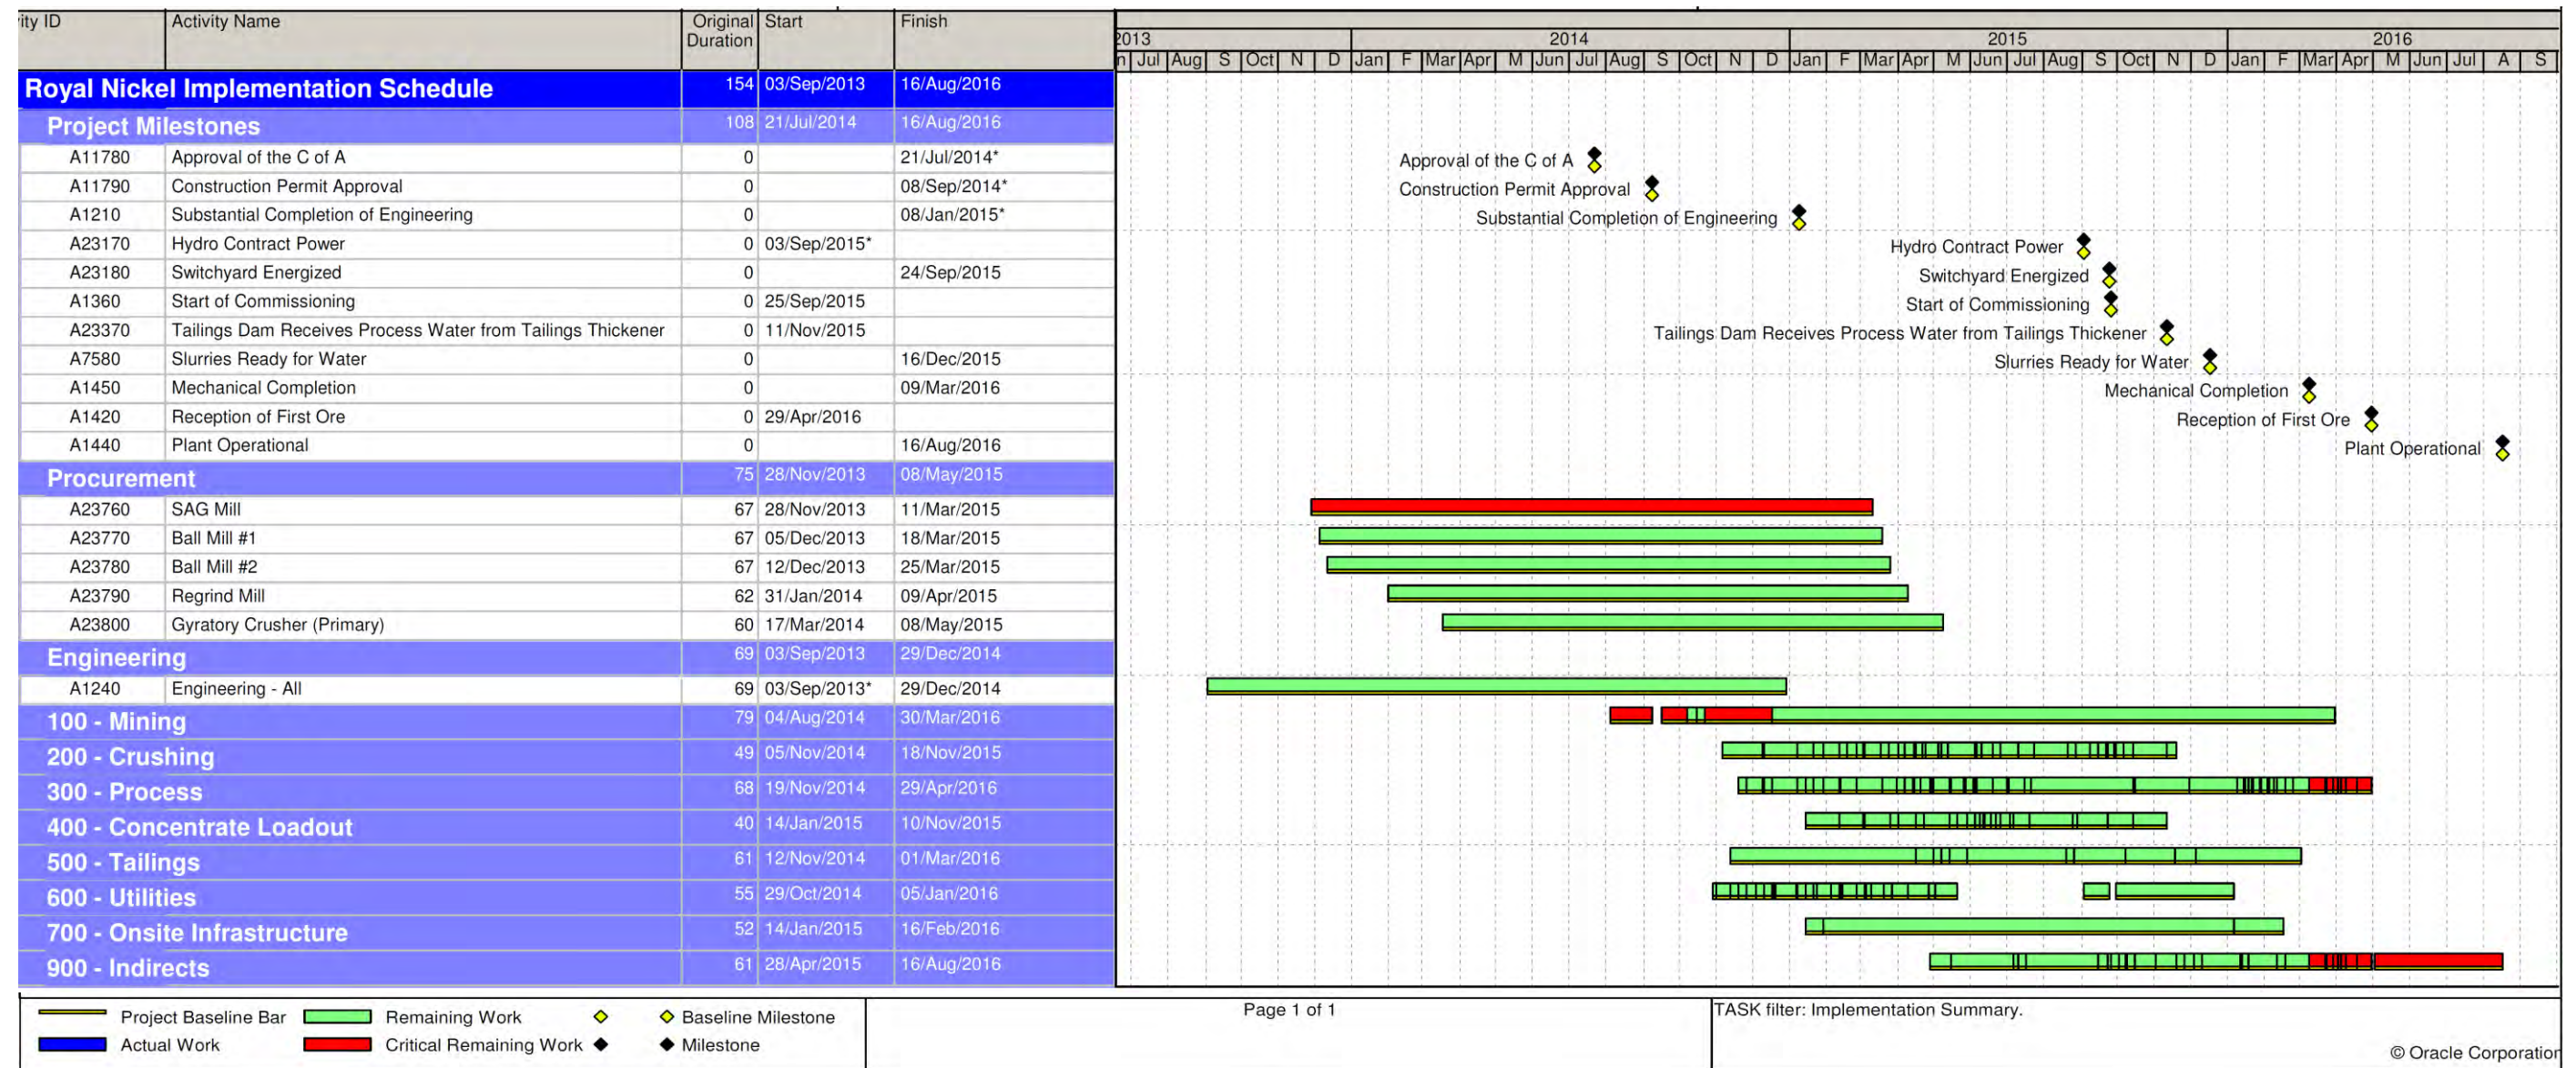 ity ID Activity Name Original Duration Start Finish
2013 2014 2015 2016
n Jul Aug S Oct N D Jan F Mar Apr M Jun Jul Aug S Oct N D Jan F Mar Apr M Jun Jul Aug S Oct N D Jan F Mar Apr M Jun Jul A S
Royal Nickel Implementation Schedule 154 03/Sep/2013 16/Aug/2016
Project Milestones 108 21/Jul/2014 16/Aug/2016
A11780 Approval of the C of A 0 21/Jul/2014* Approval of the C of A
A11790 Construction Permit Approval 0 08/Sep/2014* Construction Permit Approval
A1210 Substantial Completion of Engineering 0 08/Jan/2015* Substantial Completion of Engineering
A23170 Hydro Contract Power 0 03/Sep/2015* Hydro Contract Power
A23180 Switchyard Energized 0 24/Sep/2015 Switchyard Energized
A1360 Start of Commissioning 0 25/Sep/2015 Start of Commissioning
A23370 Tailings Dam Receives Process Water from Tailings Thickener 0 11/Nov/2015 Tailings Dam Receives Process Water from Tailings Thickener
A7580 Slurries Ready for Water 0 16/Dec/2015 Slurries Ready for Water
A1450 Mechanical Completion 0 09/Mar/2016 Mechanical Completion
A1420 Reception of First Ore 0 29/Apr/2016 Reception of First Ore
A1440 Plant Operational 0 16/Aug/2016 Plant Operational
Procurement 75 28/Nov/2013 08/May/2015
A23760 SAG Mill 67 28/Nov/2013 11/Mar/2015
A23770 Ball Mill #1 67 05/Dec/2013 18/Mar/2015
A23780 Ball Mill #2 67 12/Dec/2013 25/Mar/2015
A23790 Regrind Mill 62 31/Jan/2014 09/Apr/2015
A23800 Gyratory Crusher (Primary) 60 17/Mar/2014 08/May/2015
Engineering 69 03/Sep/2013 29/Dec/2014
A1240 Engineering - All 69 03/Sep/2013* 29/Dec/2014
100 - Mining 79 04/Aug/2014 30/Mar/2016
200 - Crushing 49 05/Nov/2014 18/Nov/2015
300 - Process 68 19/Nov/2014 29/Apr/2016
400 - Concentrate Loadout 40 14/Jan/2015 10/Nov/2015
500 - Tailings 61 12/Nov/2014 01/Mar/2016
600 - Utilities 55 29/Oct/2014 05/Jan/2016
700 - Onsite Infrastructure 52 14/Jan/2015 16/Feb/2016
900 - Indirects 61 28/Apr/2015 16/Aug/2016
Project Baseline Bar Remaining Work Baseline Milestone Page 1 of 1 TASK filter: Implementation Summary.
Actual Work Critical Remaining Work Milestone
© Oracle Corporation